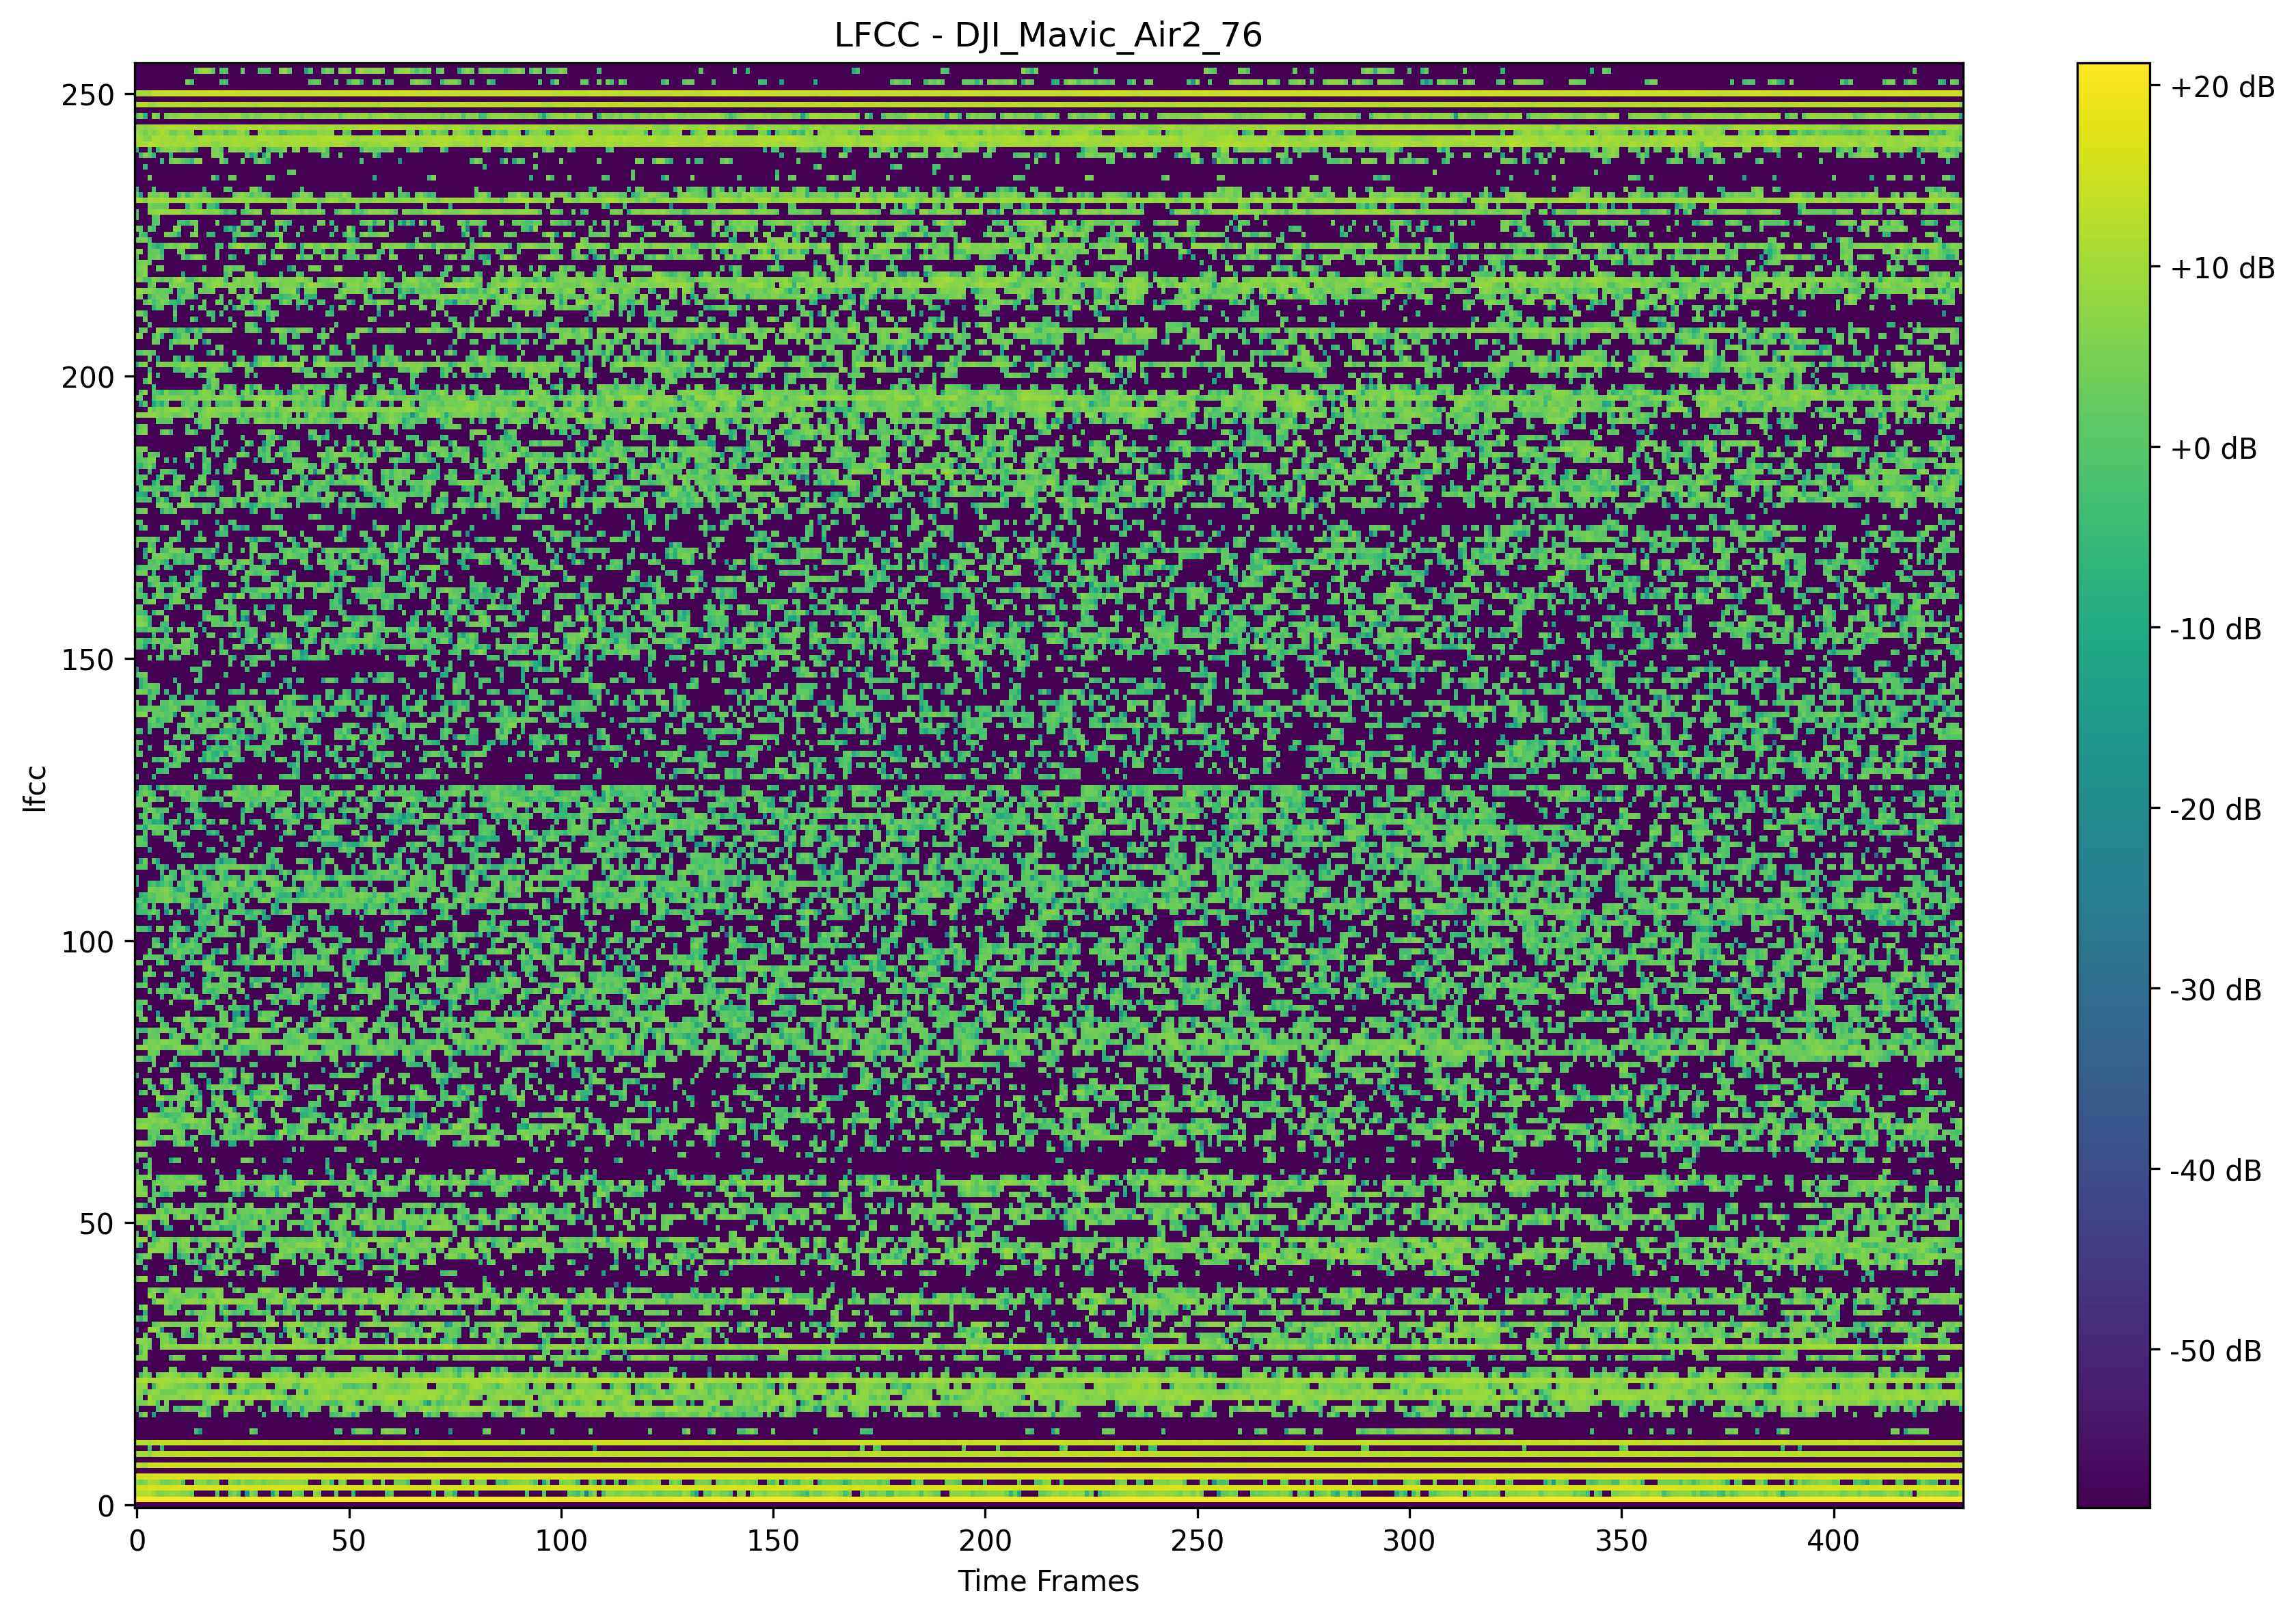 LFCC - DJI_Mavic_Air2_76
250
200
150
100
50
0
lfcc
0 50 100 150 200 250 300 350 400
Time Frames
+20 dB
+10 dB
+0 dB
-10 dB
-20 dB
-30 dB
-40 dB
-50 dB